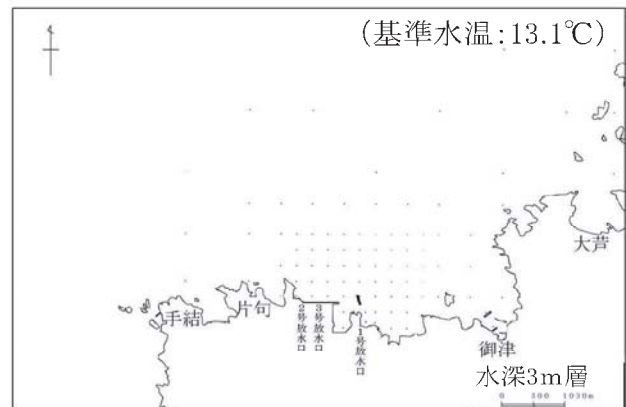 (基準水温:13.1℃)
大芦
手結
片句
2号放水口
3号放水口
1号放水口
御津
水深3m層
0 500 1000m